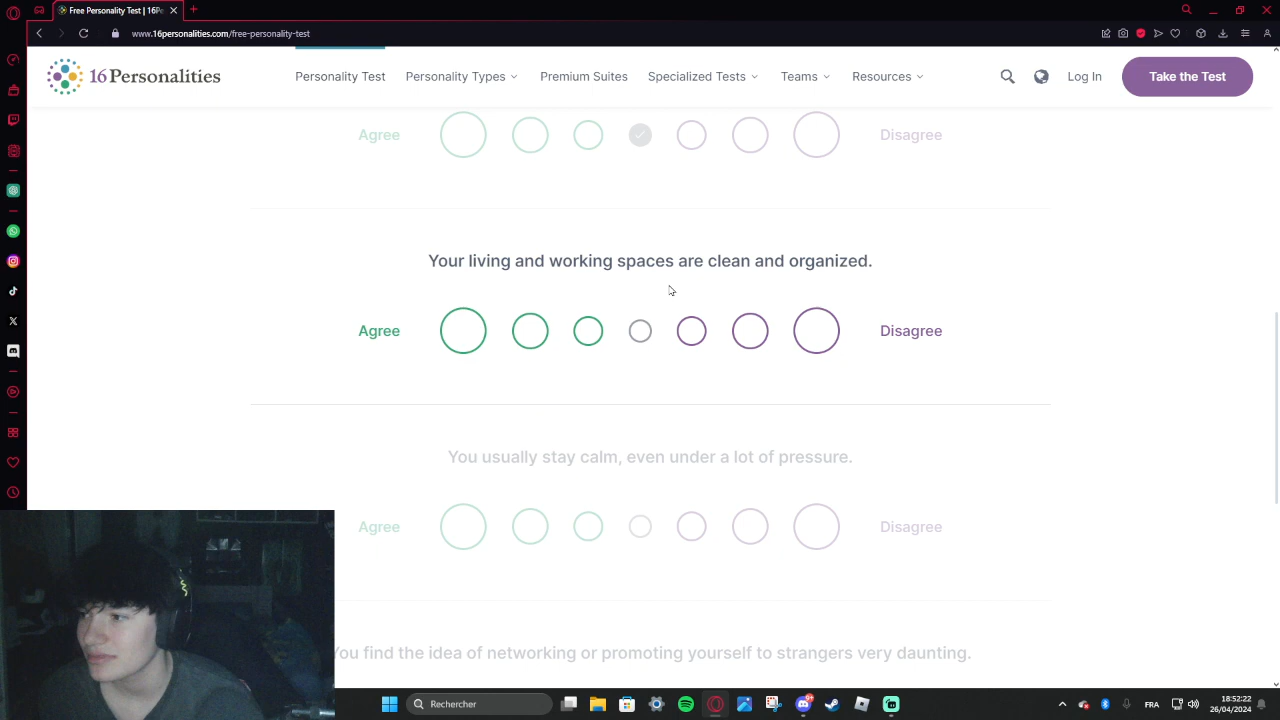 Free Personality Test | 16Pe
www.16personalities.com/free-personality-test
16Personalities
Personality Test
Personality Types
Premium Suites
Specialized Tests
Teams
Resources
Log In
Take the Test
Agree
Disagree
Your living and working spaces are clean and organized.
Agree
Disagree
You usually stay calm, even under a lot of pressure.
Agree
Disagree
You find the idea of networking or promoting yourself to strangers very daunting.
Rechercher
FRA
18:52:22
26/04/2024